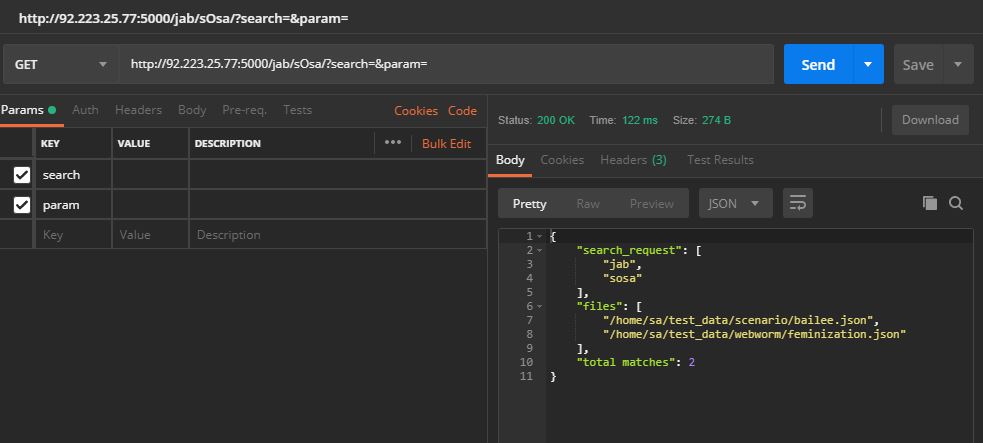 http://92.223.25.77:5000/jab/sOsa/?search=&param=
GET
http://92.223.25.77:5000/jab/sOsa/?search=&param=
Send
Save
Params
Auth
Headers
Body
Pre-req.
Tests
Cookies
Code
KEY
VALUE
DESCRIPTION
•••
Bulk Edit
search
param
Key
Value
Description
Status: 200 OK
Time: 122 ms
Size: 274 B
Download
Body
Cookies
Headers (3)
Test Results
Pretty
Raw
Preview
JSON
1 {
2 "search_request": [
3 "jab",
4 "sosa"
5 ],
6 "files": [
7 "/home/sa/test_data/scenario/bailee.json",
8 "/home/sa/test_data/webworm/feminization.json"
9 ],
10 "total matches": 2
11 }